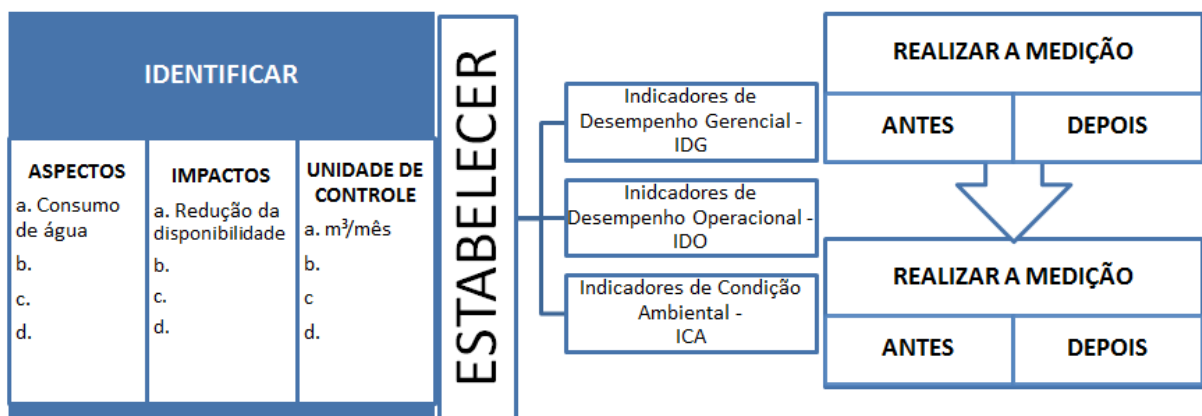 IDENTIFICAR
ASPECTOS
a. Consumo
de água
b.
c.
d.
IMPACTOS
a. Redução da
disponibilidade
b.
c.
d.
UNIDADE DE
CONTROLE
a. m³/mês
b.
c
d.
ESTABELECER
Indicadores de
Desempenho Gerencial -
IDG
Inidcadores de
Desempenho Operacional -
IDO
Indicadores de Condição
Ambiental -
ICA
REALIZAR A MEDIÇÃO
ANTES
DEPOIS
REALIZAR A MEDIÇÃO
ANTES
DEPOIS